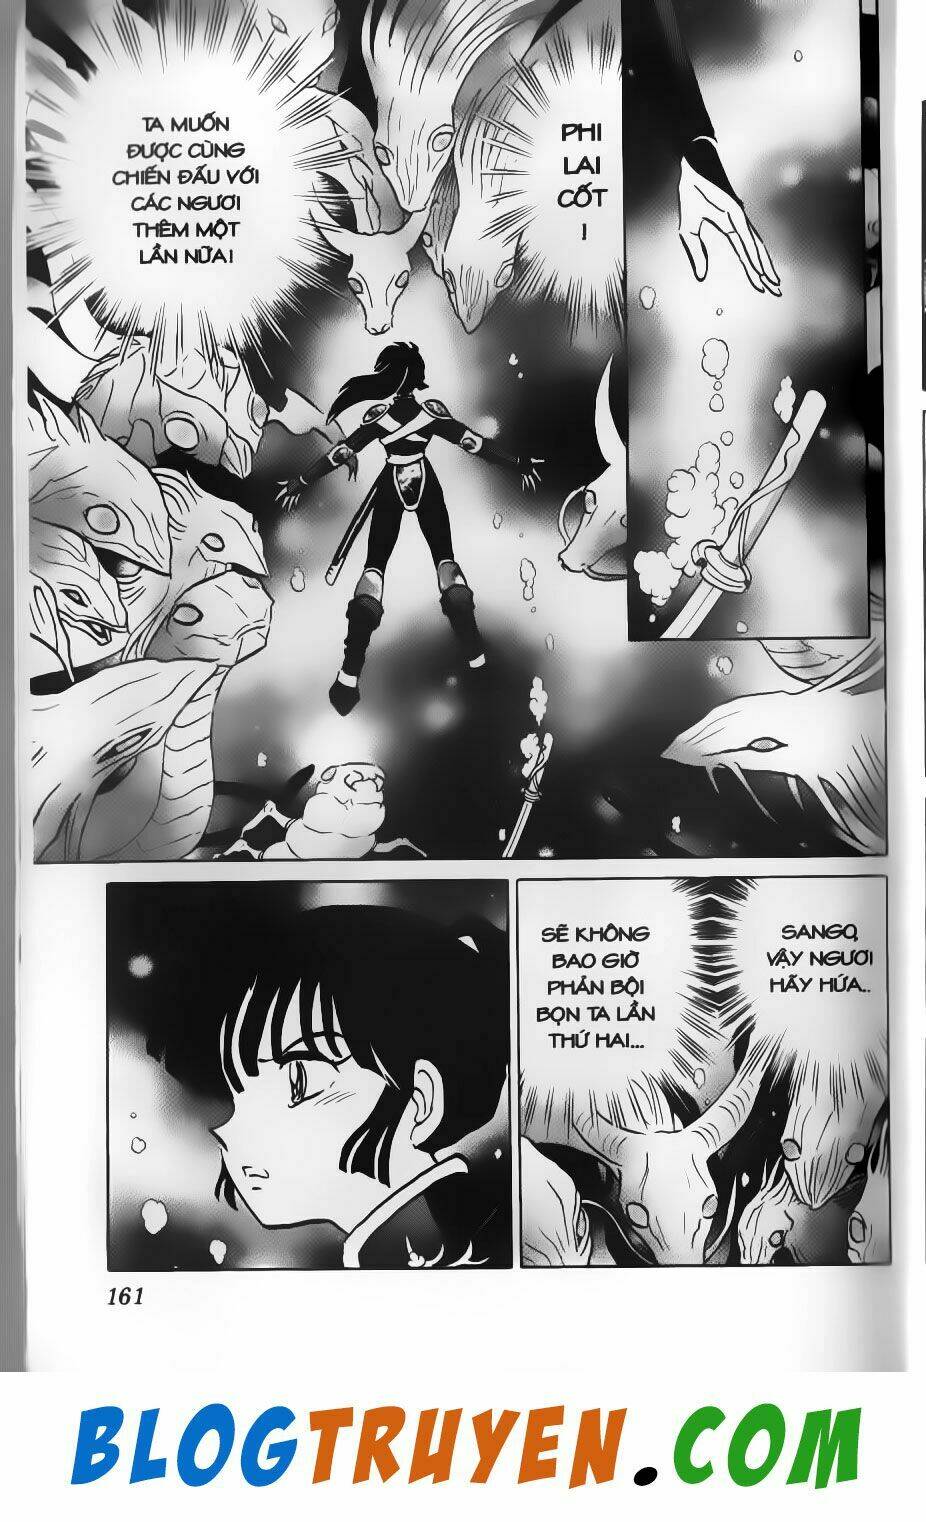 PHI
LAI
CỐT
!
TA MUỐN
ĐƯỢC CÙNG
CHIẾN ĐẤU VỚI
CÁC NGƯƠI
THÊM MỘT
LẦN NỮA!
SANGO,
VẬY NGƯƠI
HÃY HỨA..
SẼ KHÔNG
BAO GIỜ
PHẢN BỘI
BỌN TA LẦN
THỨ HAI...
161
BLOGTRUYEN.COM